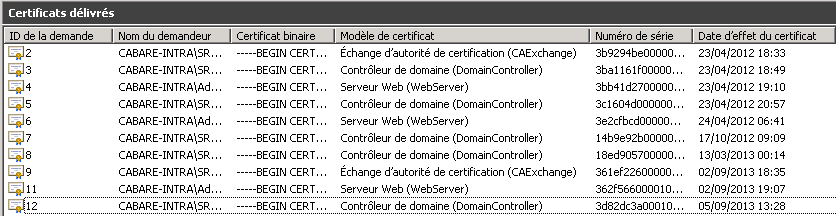 Certificats délivrés
ID de la demande Nom du demandeur Certificat binaire Modèle de certificat Numéro de série Date d'effet du certificat
2 CABARE-INTRA\SR... -----BEGIN CERT... Échange d'autorité de certification (CAExchange) 3b9294be00000... 23/04/2012 18:33
3 CABARE-INTRA\SR... -----BEGIN CERT... Contrôleur de domaine (DomainController) 3ba1161f00000... 23/04/2012 18:49
4 CABARE-INTRA\Ad... -----BEGIN CERT... Serveur Web (WebServer) 3bb41d2700000... 23/04/2012 19:10
5 CABARE-INTRA\SR... -----BEGIN CERT... Contrôleur de domaine (DomainController) 3c1604d000000... 23/04/2012 20:57
6 CABARE-INTRA\Ad... -----BEGIN CERT... Serveur Web (WebServer) 3e2cfbcd00000... 24/04/2012 06:41
7 CABARE-INTRA\SR... -----BEGIN CERT... Contrôleur de domaine (DomainController) 14b9e92b00000... 17/10/2012 09:09
8 CABARE-INTRA\SR... -----BEGIN CERT... Contrôleur de domaine (DomainController) 18ed905700000... 13/03/2013 00:14
9 CABARE-INTRA\SR... -----BEGIN CERT... Échange d'autorité de certification (CAExchange) 361ef22600000... 02/09/2013 18:35
11 CABARE-INTRA\Ad... -----BEGIN CERT... Serveur Web (WebServer) 362f566000010... 02/09/2013 19:07
12 CABARE-INTRA\SR... -----BEGIN CERT... Contrôleur de domaine (DomainController) 3d82dc3a00010... 05/09/2013 13:28